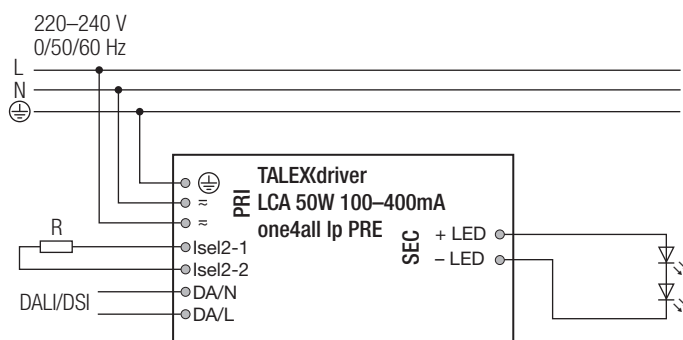 220–240 V
0/50/60 Hz
L
N
PRI
≂
≂
Isel2-1
Isel2-2
DA/N
DA/L
R
DALI/DSI
TALEXXdriver
LCA 50W 100–400mA
one4all lp PRE
SEC
+ LED
– LED